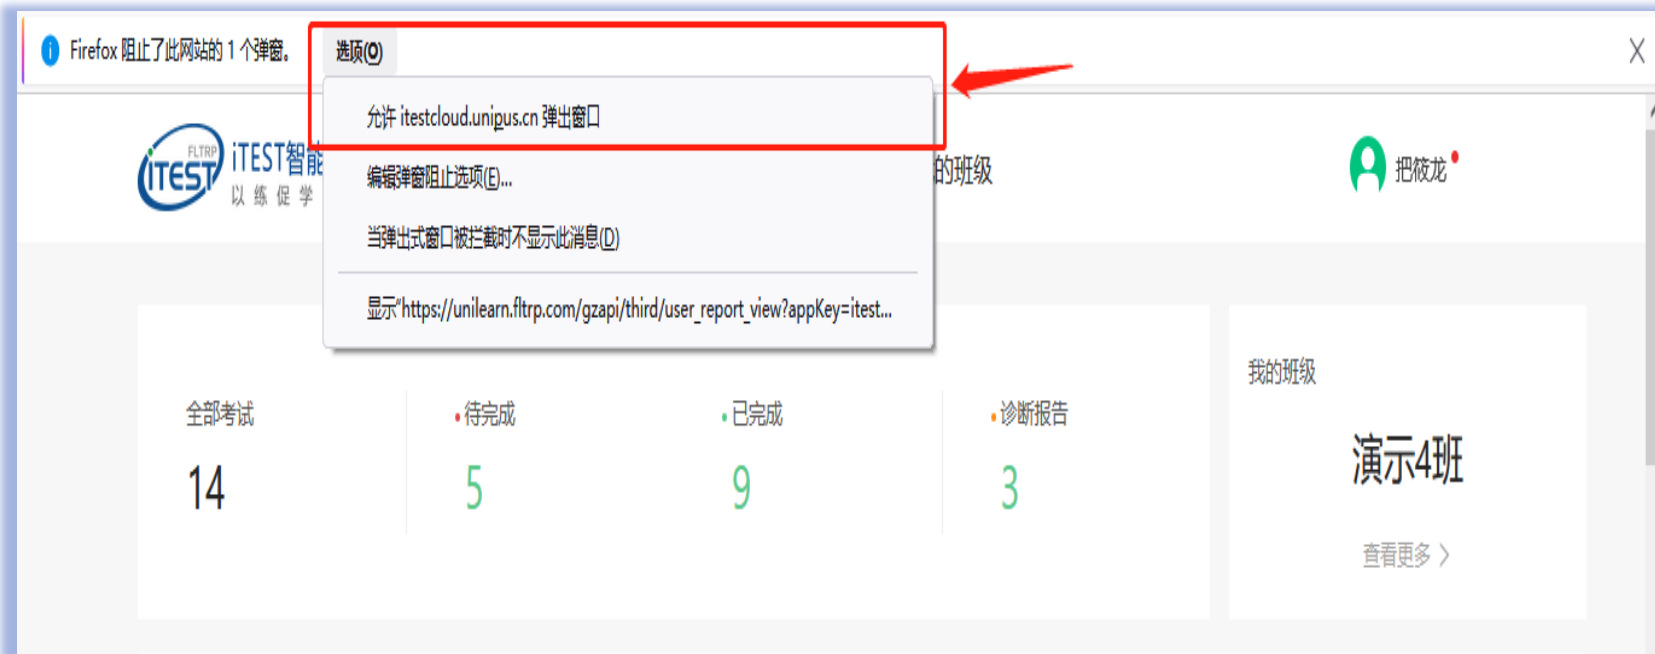 Firefox 阻止了此网站的 1 个弹窗。
选项(O)
允许 itestcloud.unipus.cn 弹出窗口
编辑弹窗阻止选项(E)...
当弹出式窗口被拦截时不显示此消息(D)
显示“https://unilearn.fltrp.com/gzapi/third/user_report_view?appKey=itest...
FLTRP
iTEST
iTEST智能
以 练 促 学
的班级
把筱龙
全部考试
14
待完成
5
已完成
9
诊断报告
3
我的班级
演示4班
查看更多